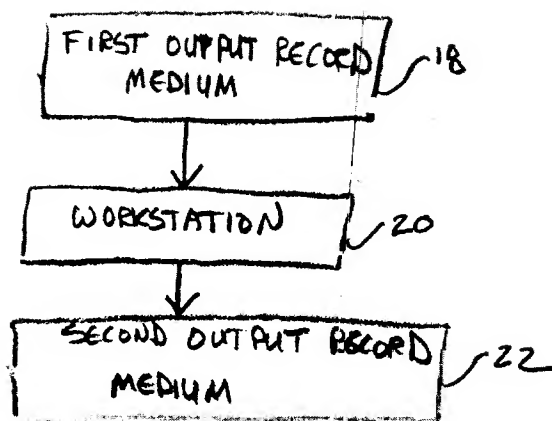 FIRST OUTPUT RECORD
MEDIUM
18
WORKSTATION
20
SECOND OUTPUT RECORD
MEDIUM
22